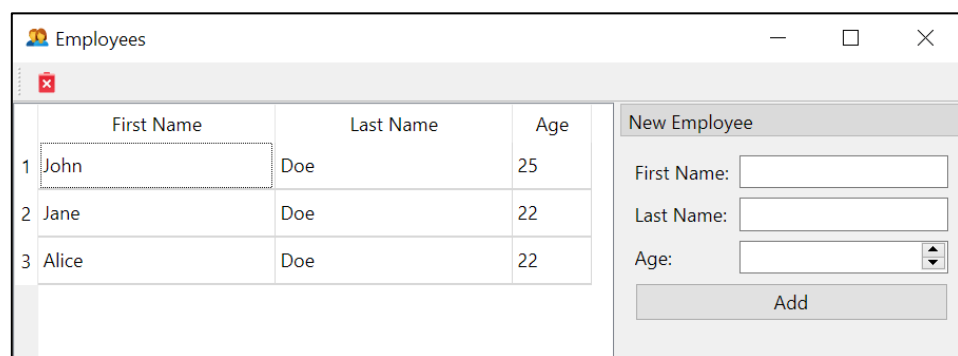 Employees
First Name Last Name Age
1 John Doe 25
2 Jane Doe 22
3 Alice Doe 22
New Employee
First Name:
Last Name:
Age:
Add